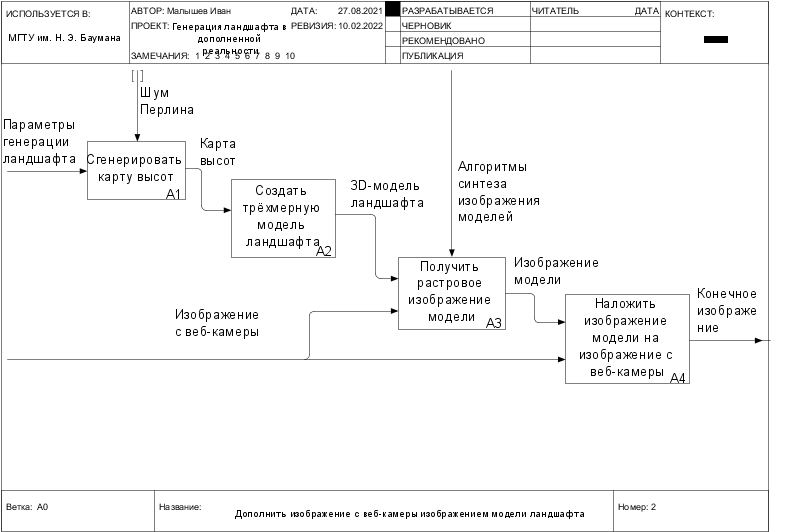 ИСПОЛЬЗУЕТСЯ В:
МГТУ им. Н. Э. Баумана
АВТОР: Малышев Иван
ДАТА: 27.08.2021
ПРОЕКТ: Генерация ландшафта в
дополненной
реальности
РЕВИЗИЯ: 10.02.2022
ЗАМЕЧАНИЯ: 1 2 3 4 5 6 7 8 9 10
РАЗРАБАТЫВАЕТСЯ
ЧЕРНОВИК
РЕКОМЕНДОВАНО
ПУБЛИКАЦИЯ
ЧИТАТЕЛЬ
ДАТА
КОНТЕКСТ:
[ ]
Шум
Перлина
Параметры
генерации
ландшафта
Сгенерировать
карту высот
A1
Карта
высот
Создать
трёхмерную
модель
ландшафта
A2
3D-модель
ландшафта
Алгоритмы
синтеза
изображения
моделей
Получить
растровое
изображение
модели
A3
Изображение
модели
Изображение
с веб-камеры
Наложить
изображение
модели на
изображение с
веб-камеры
A4
Конечное
изображе
ние
Ветка: A0
Название:
Дополнить изображение с веб-камеры изображением модели ландшафта
Номер: 2